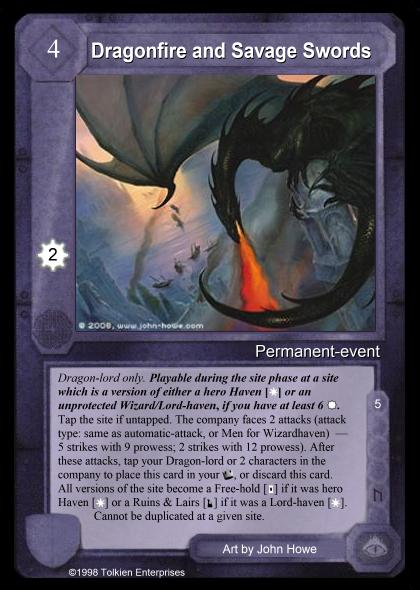 4
Dragonfire and Savage Swords
2
© 2008, www.john-howe.com
Permanent-event
Dragon-lord only. Playable during the site phase at a site
which is a version of either a hero Haven [ ] or an
unprotected Wizard/Lord-haven, if you have at least 6 .
Tap the site if untapped. The company faces 2 attacks (attack
type: same as automatic-attack, or Men for Wizardhaven) —
5 strikes with 9 prowess; 2 strikes with 12 prowess). After
these attacks, tap your Dragon-lord or 2 characters in the
company to place this card in your , or discard this card.
All versions of the site become a Free-hold [ ] if it was hero
Haven [ ] or a Ruins & Lairs [ ] if it was a Lord-haven [ ].
Cannot be duplicated at a given site.
5
Art by John Howe
©1998 Tolkien Enterprises